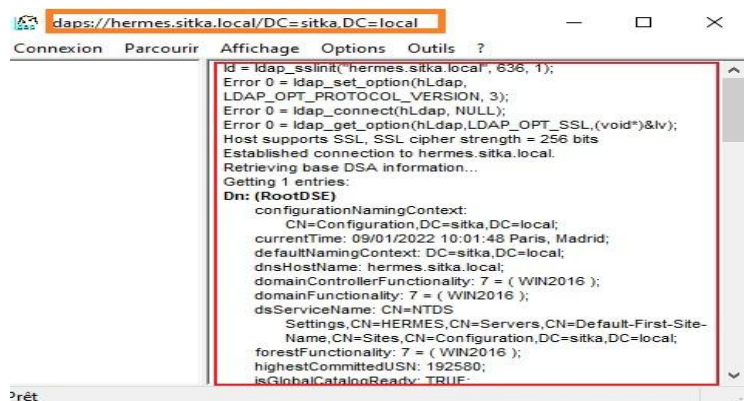 daps://hermes.sitka.local/DC=sitka,DC=local
Connexion Parcourir Affichage Options Outils ?
ld = ldap_sslinit("hermes.sitka.local", 636, 1);
Error 0 = ldap_set_option(hLdap,
LDAP_OPT_PROTOCOL_VERSION, 3);
Error 0 = ldap_connect(hLdap, NULL);
Error 0 = ldap_get_option(hLdap,LDAP_OPT_SSL,(void*)&lv);
Host supports SSL, SSL cipher strength = 256 bits
Established connection to hermes.sitka.local.
Retrieving base DSA information...
Getting 1 entries:
Dn: (RootDSE)
configurationNamingContext:
CN=Configuration,DC=sitka,DC=local;
currentTime: 09/01/2022 10:01:48 Paris, Madrid;
defaultNamingContext: DC=sitka,DC=local;
dnsHostName: hermes.sitka.local;
domainControllerFunctionality: 7 = ( WIN2016 );
domainFunctionality: 7 = ( WIN2016 );
dsServiceName: CN=NTDS
Settings,CN=HERMES,CN=Servers,CN=Default-First-Site-
Name,CN=Sites,CN=Configuration,DC=sitka,DC=local;
forestFunctionality: 7 = ( WIN2016 );
highestCommittedUSN: 192580;
isGlobalCatalogReady: TRUE;
Prêt